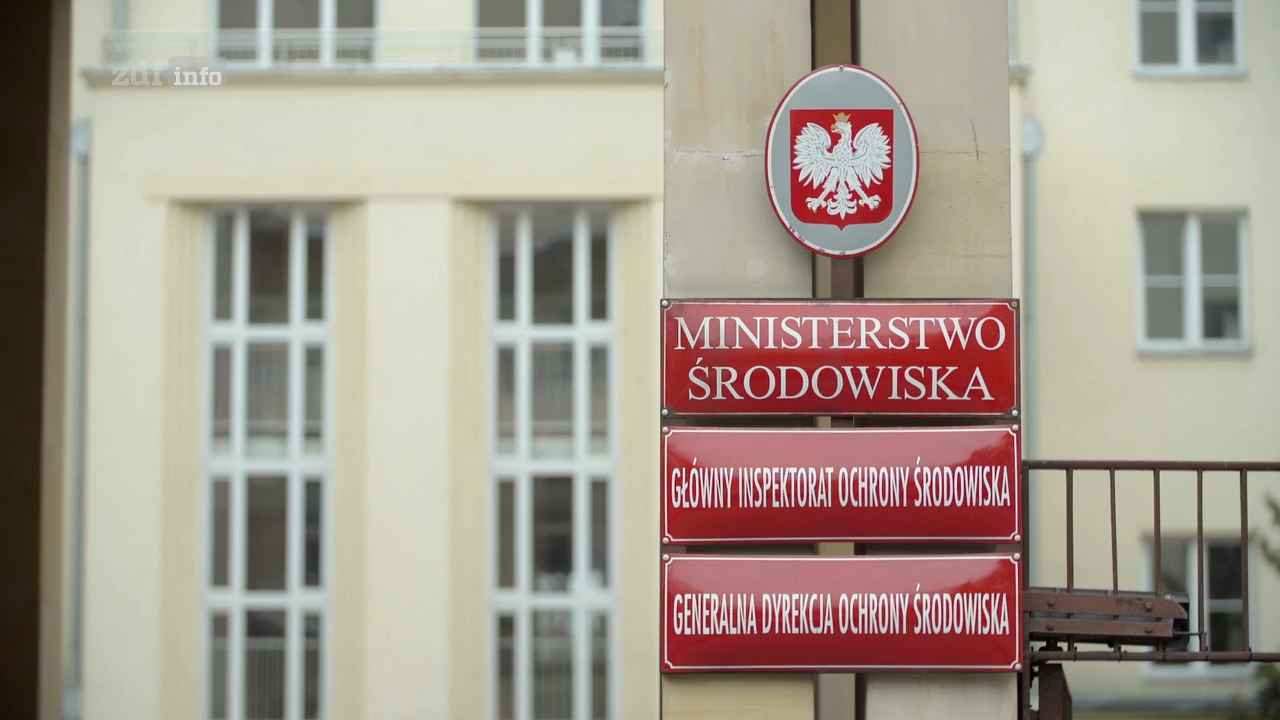 zdf info
MINISTERSTWO
ŚRODOWISKA
GŁÓWNY INSPEKTORAT OCHRONY ŚRODOWISKA
GENERALNA DYREKCJA OCHRONY ŚRODOWISKA